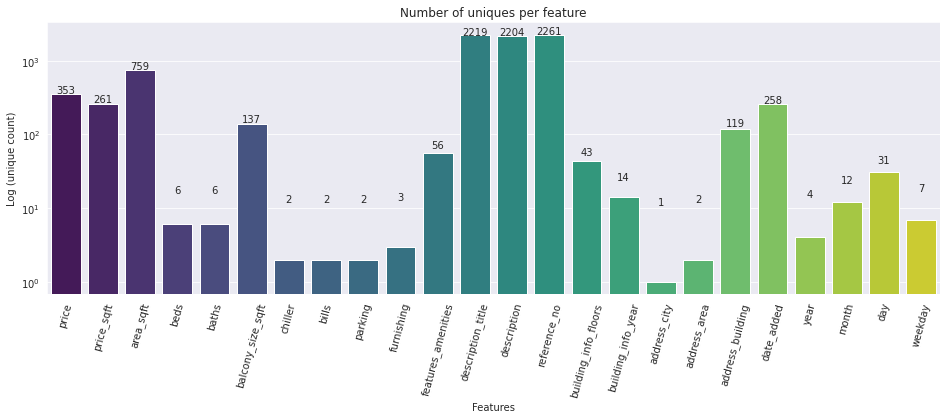 Number of uniques per feature
Log (unique count)
10³
10²
10¹
10⁰
353
261
759
6
6
137
2
2
2
3
56
2219
2204
2261
43
14
1
2
119
258
4
12
31
7
price
price_sqft
area_sqft
beds
baths
balcony_size_sqft
chiller
bills
parking
furnishing
features_amenities
description_title
description
reference_no
building_info_floors
building_info_year
address_city
address_area
address_building
date_added
year
month
day
weekday
Features